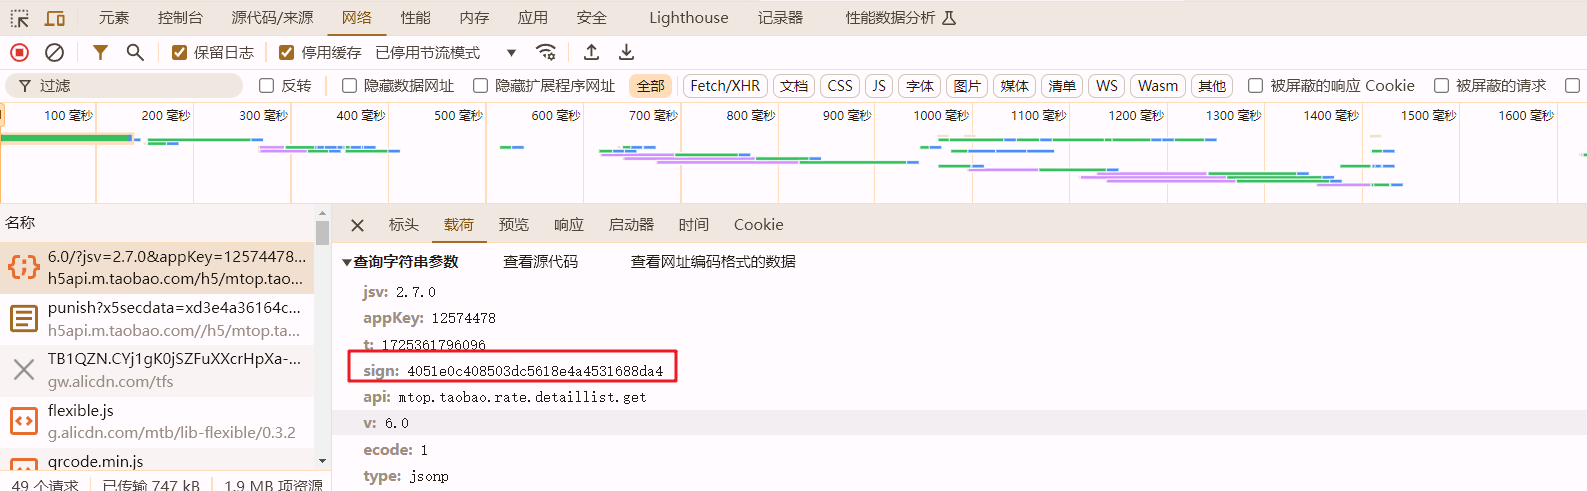 元素 控制台 源代码/来源 网络 性能 内存 应用 安全 Lighthouse 记录器 性能数据分析
保留日志 停用缓存 已停用节流模式
过滤 反转 隐藏数据网址 隐藏扩展程序网址 全部 Fetch/XHR 文档 CSS JS 字体 图片 媒体 清单 WS Wasm 其他 被屏蔽的响应 Cookie 被屏蔽的请求
100 毫秒 200 毫秒 300 毫秒 400 毫秒 500 毫秒 600 毫秒 700 毫秒 800 毫秒 900 毫秒 1000 毫秒 1100 毫秒 1200 毫秒 1300 毫秒 1400 毫秒 1500 毫秒 1600 毫秒
名称
6.0/?jsv=2.7.0&appKey=12574478...
h5api.m.taobao.com/h5/mtop.tao...
punish?x5secdata=xd3e4a36164c...
h5api.m.taobao.com//h5/mtop.ta...
TB1QZN.CYj1gK0jSZFuXXcrHpXa-...
gw.alicdn.com/tfs
flexible.js
g.alicdn.com/mtb/lib-flexible/0.3.2
qrcode.min.js
49 个请求 已传输 747 kB 1.9 MB 项资源
标头 载荷 预览 响应 启动器 时间 Cookie
查询字符串参数 查看源代码 查看网址编码格式的数据
jsv: 2.7.0
appKey: 12574478
t: 1725361796096
sign: 4051e0c408503dc5618e4a4531688da4
api: mtop.taobao.rate.detaillist.get
v: 6.0
ecode: 1
type: jsonp